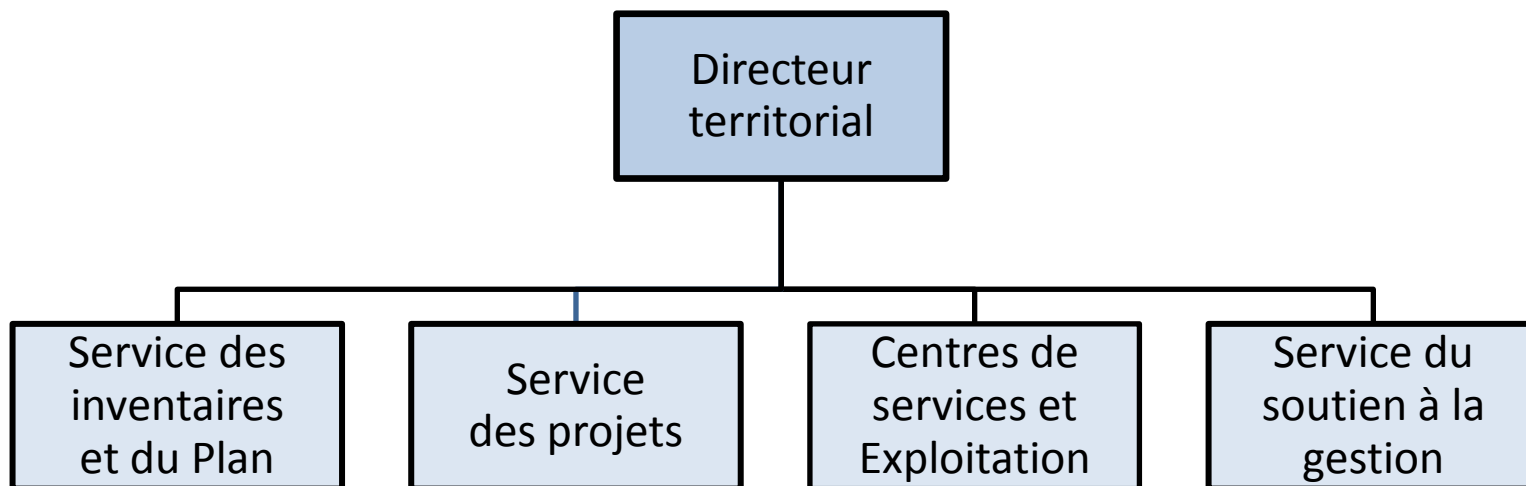 Directeur
territorial
Service des
inventaires
et du Plan
Service
des projets
Centres de
services et
Exploitation
Service du
soutien à la
gestion